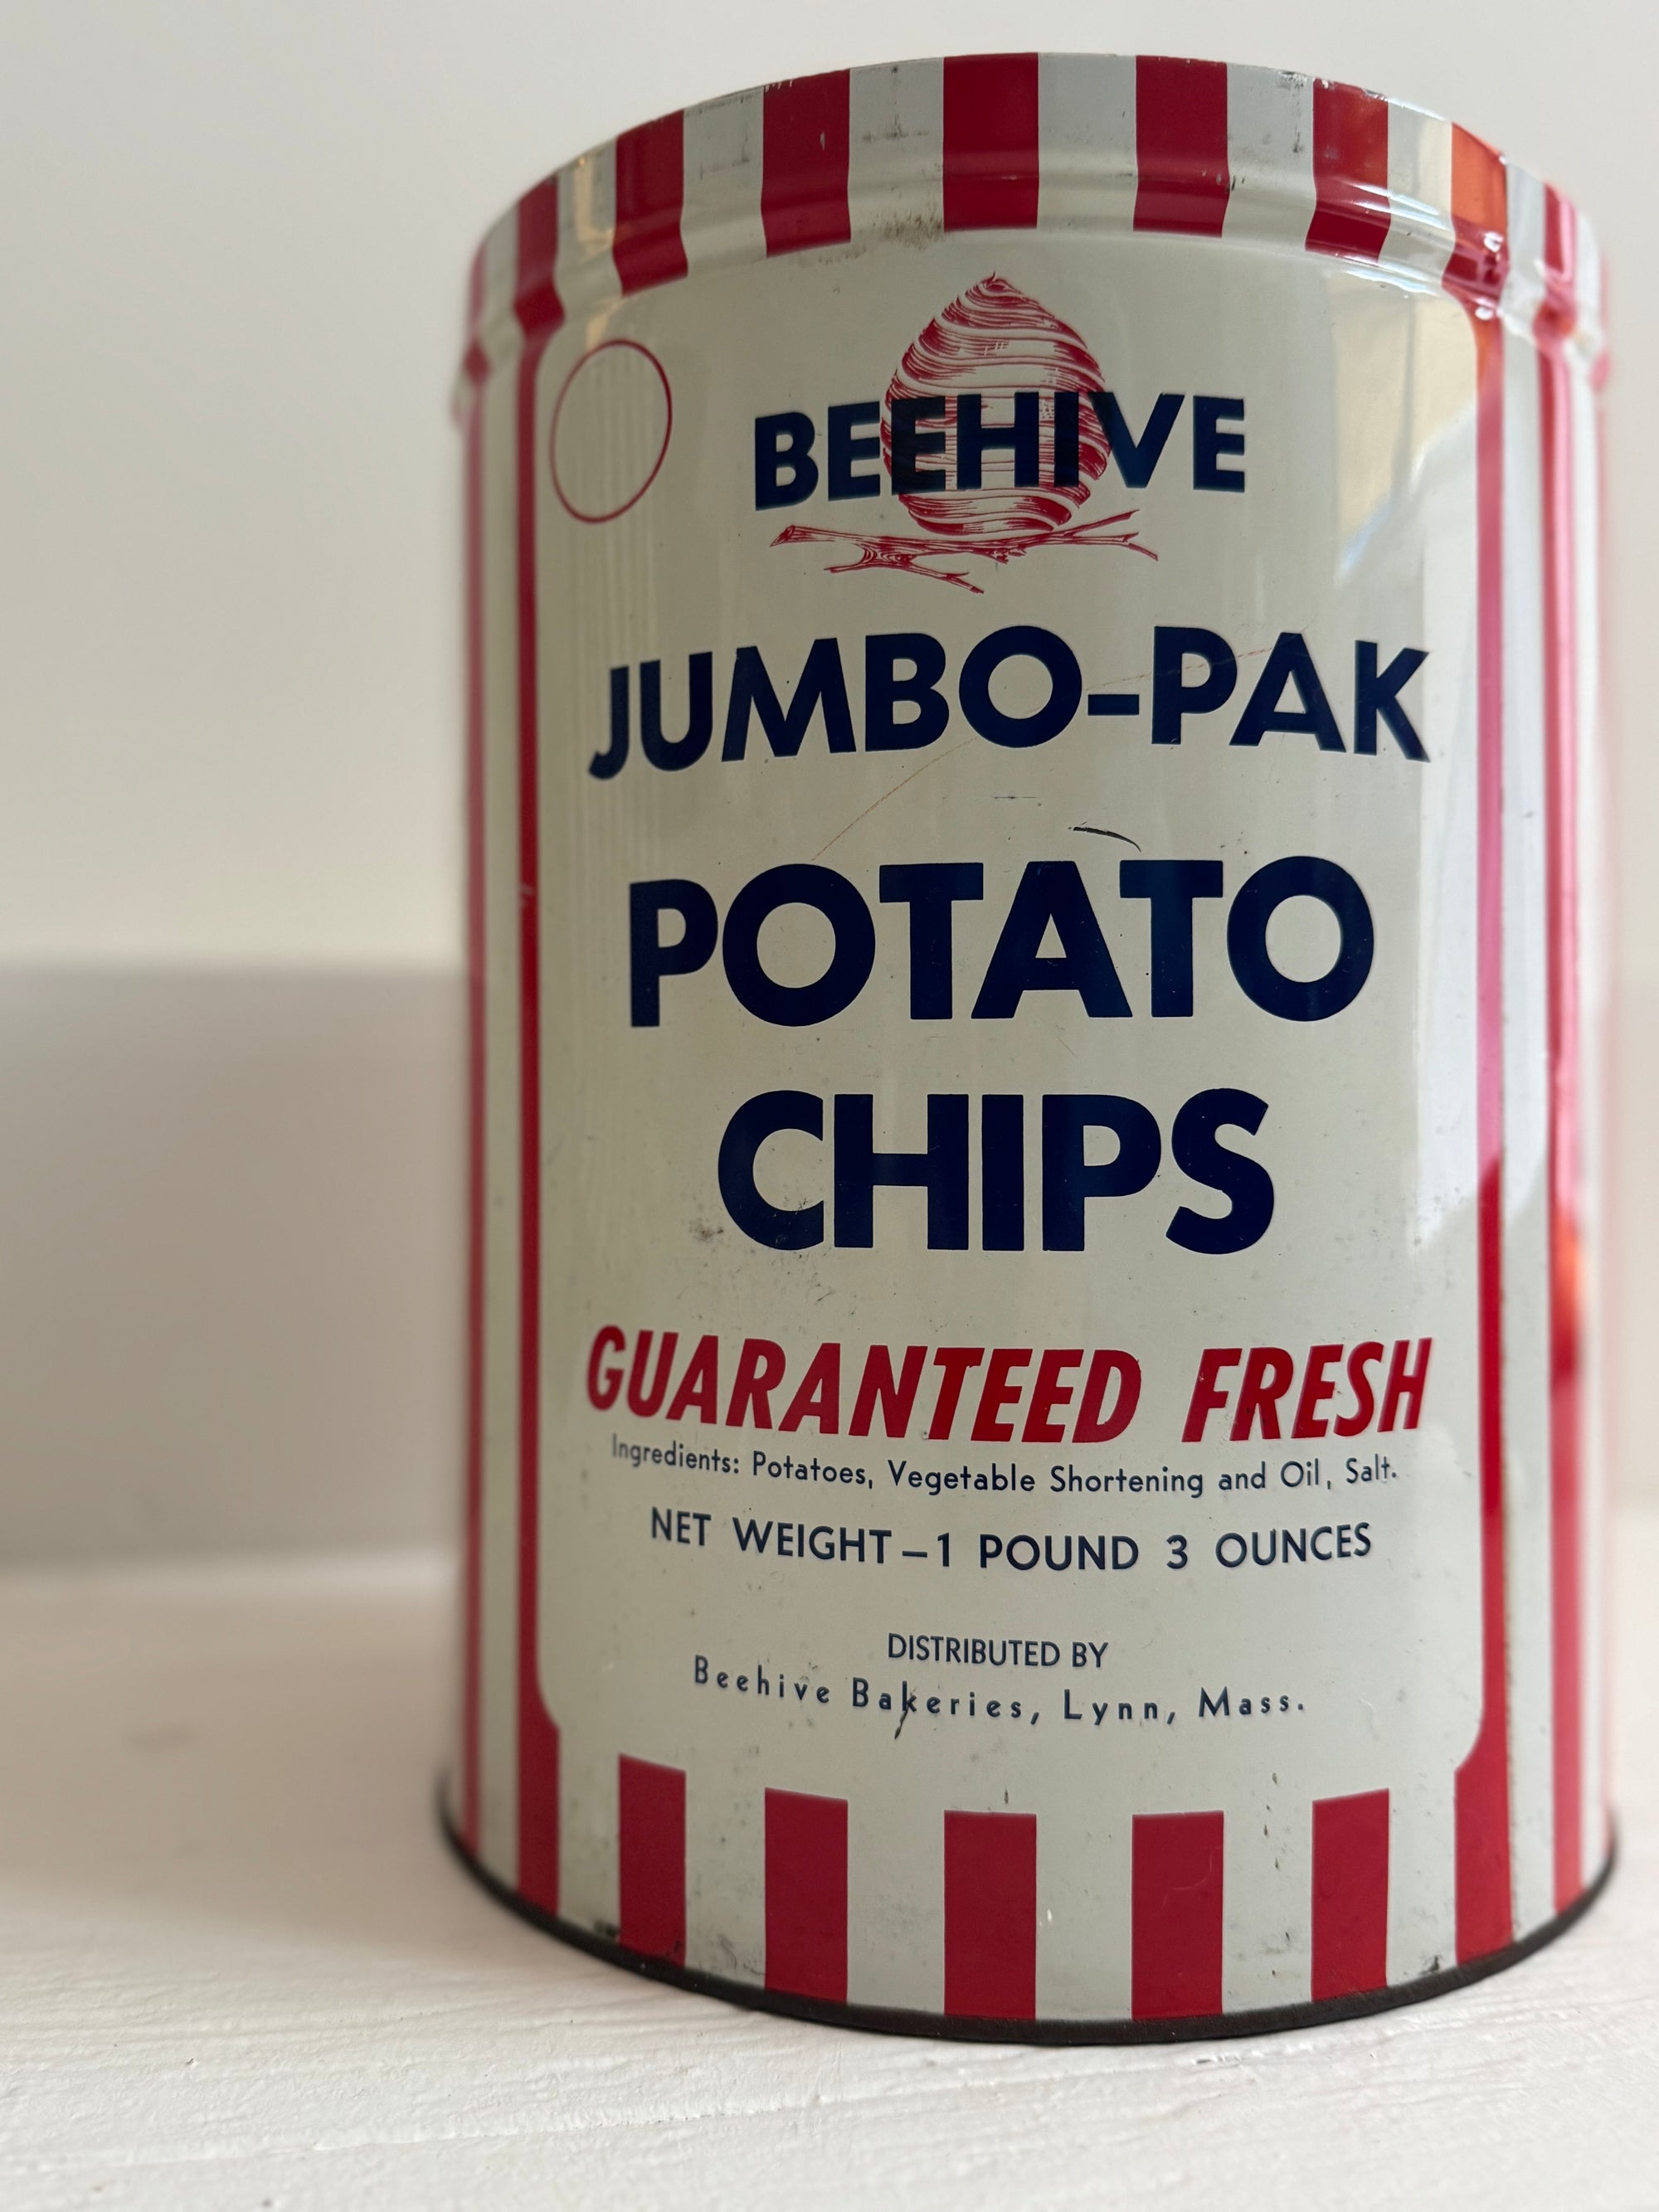 BEEHIVE
JUMBO-PAK
POTATO
CHIPS
GUARANTEED FRESH
Ingredients: Potatoes, Vegetable Shortening and Oil, Salt.
NET WEIGHT–1 POUND 3 OUNCES
DISTRIBUTED BY
Beehive Bakeries, Lynn, Mass.